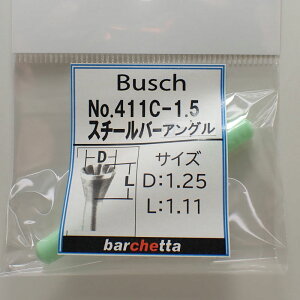 Busch
No.411C-1.5
スチールバーアングル
D
L
サイズ
D:1.25
L:1.11
barchetta